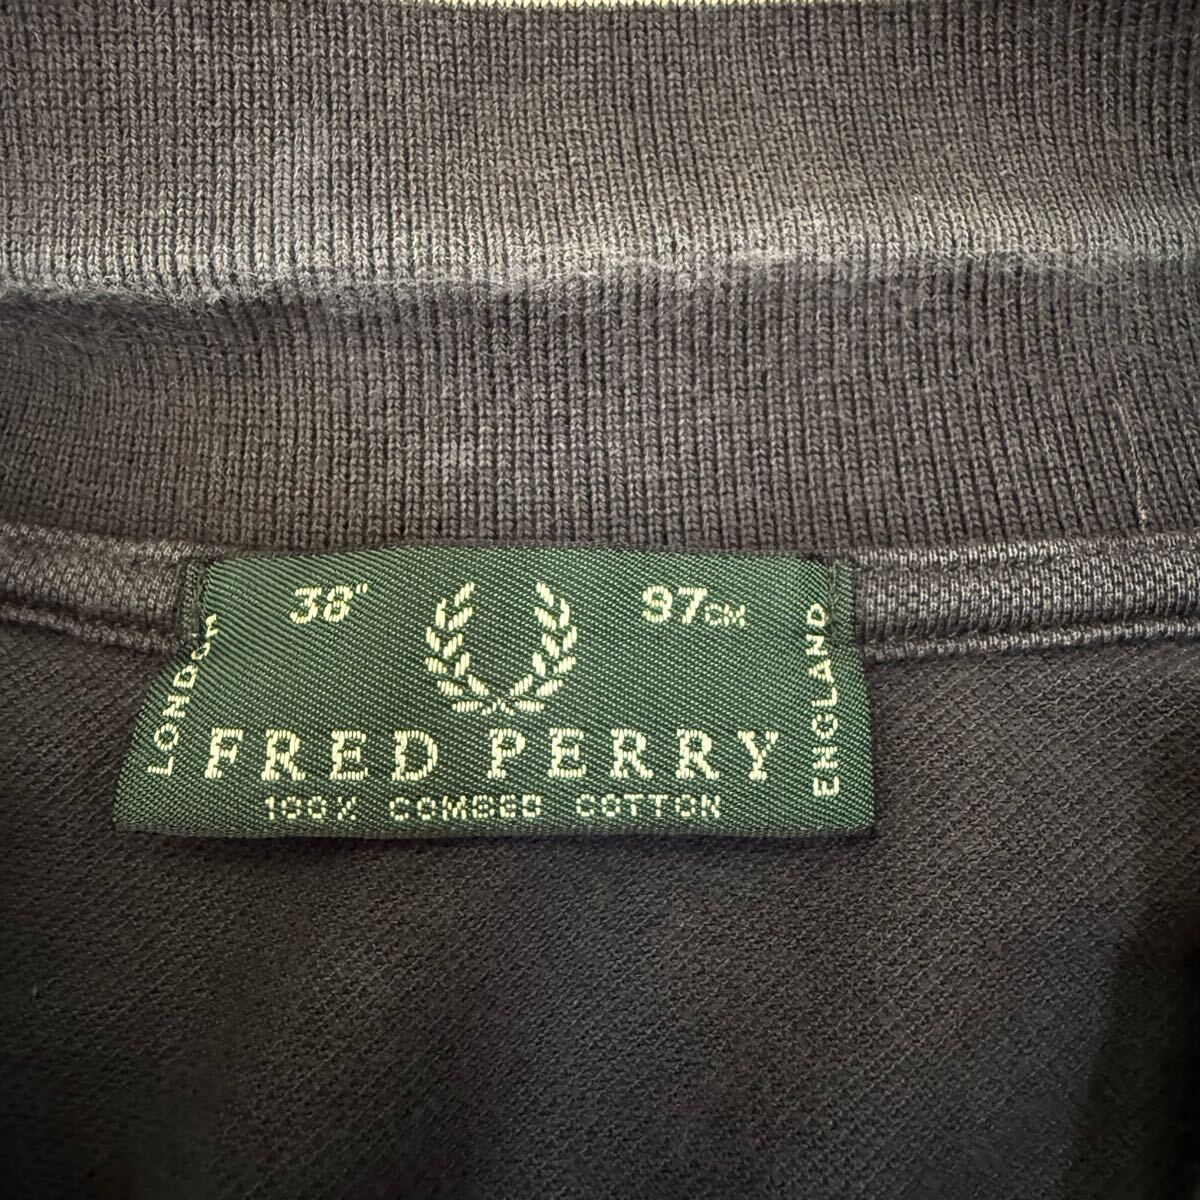 38" 97CM
LONDON
FRED PERRY
ENGLAND
100% COMBED COTTON